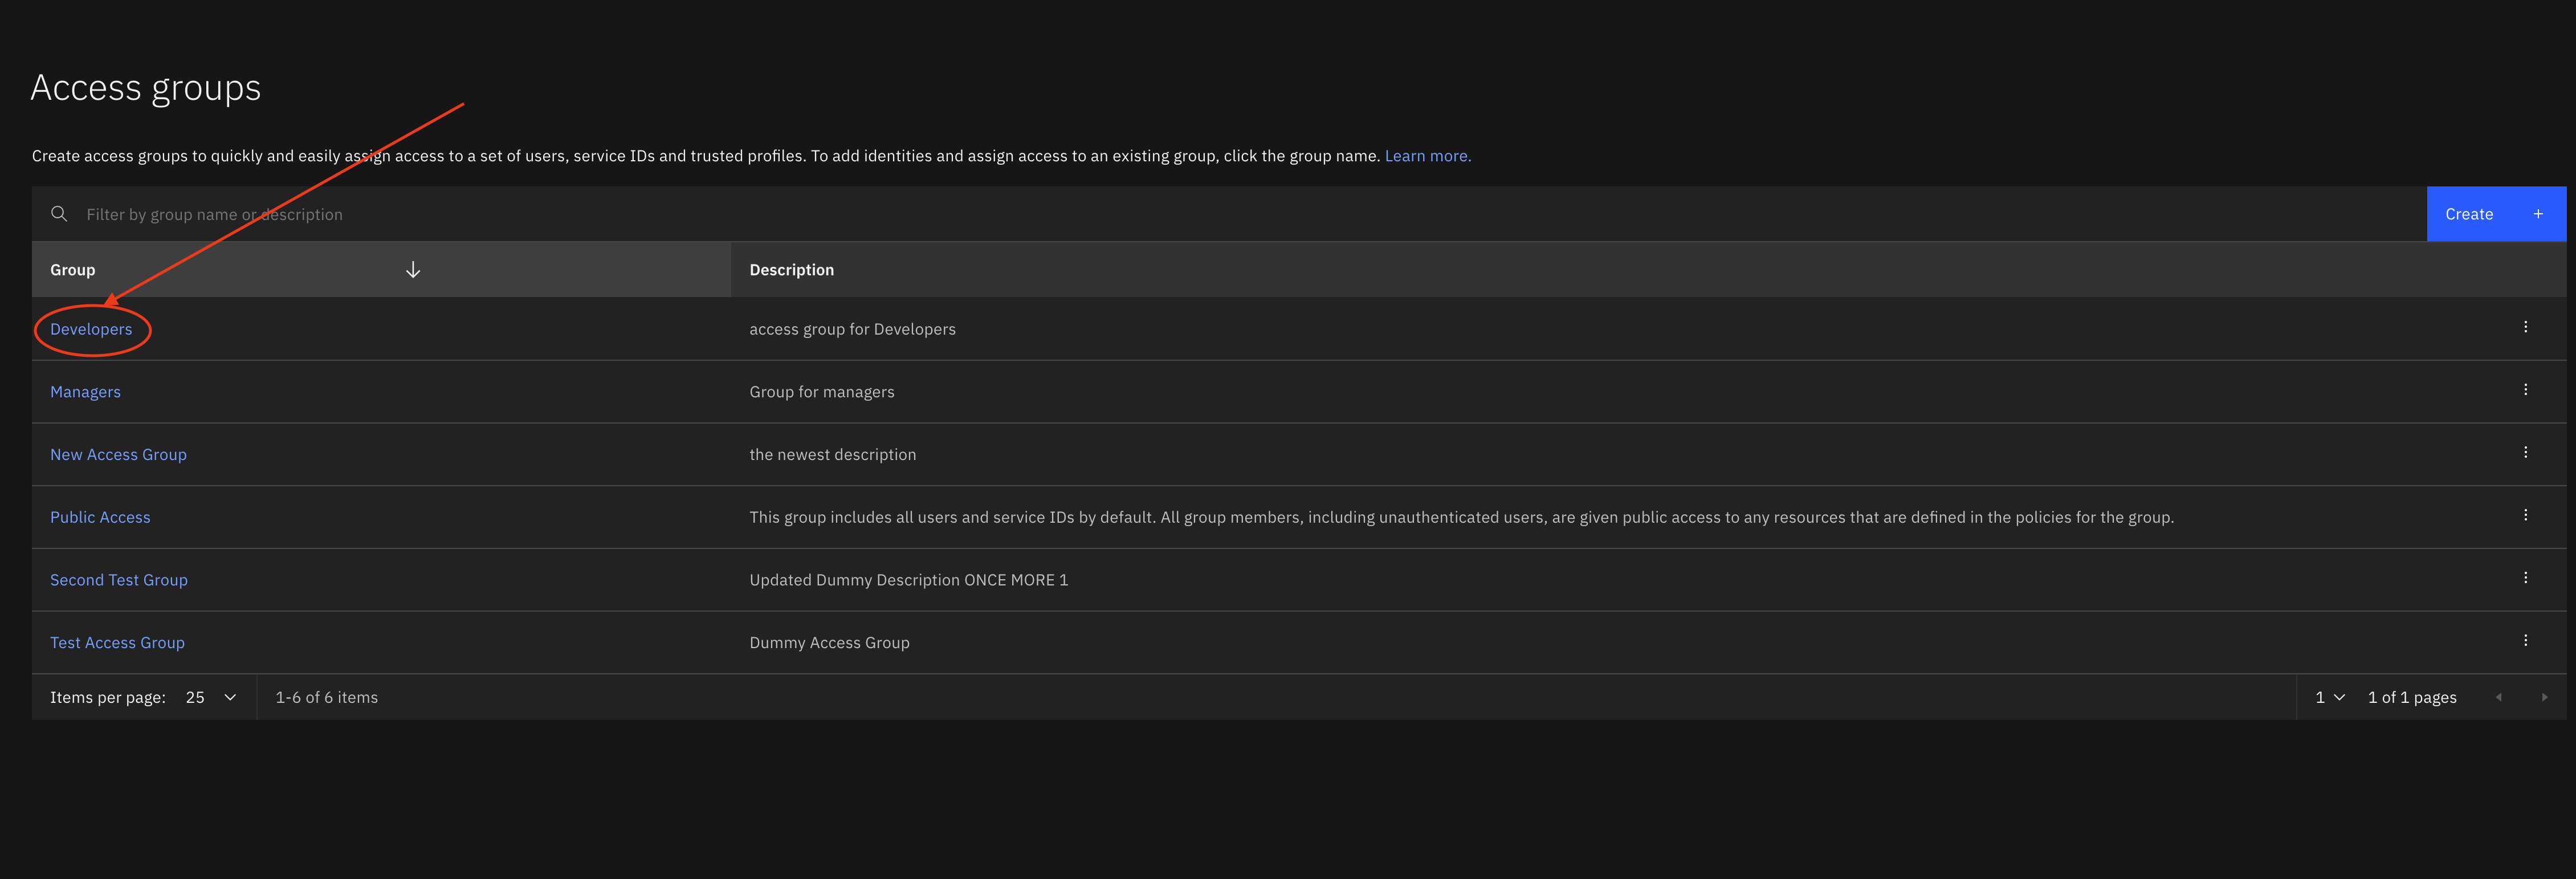 Access groups
Create access groups to quickly and easily assign access to a set of users, service IDs and trusted profiles. To add identities and assign access to an existing group, click the group name. Learn more.
Filter by group name or description
Create +
Group Description
Developers access group for Developers
Managers Group for managers
New Access Group the newest description
Public Access This group includes all users and service IDs by default. All group members, including unauthenticated users, are given public access to any resources that are defined in the policies for the group.
Second Test Group Updated Dummy Description ONCE MORE 1
Test Access Group Dummy Access Group
Items per page: 25 1-6 of 6 items 1 1 of 1 pages